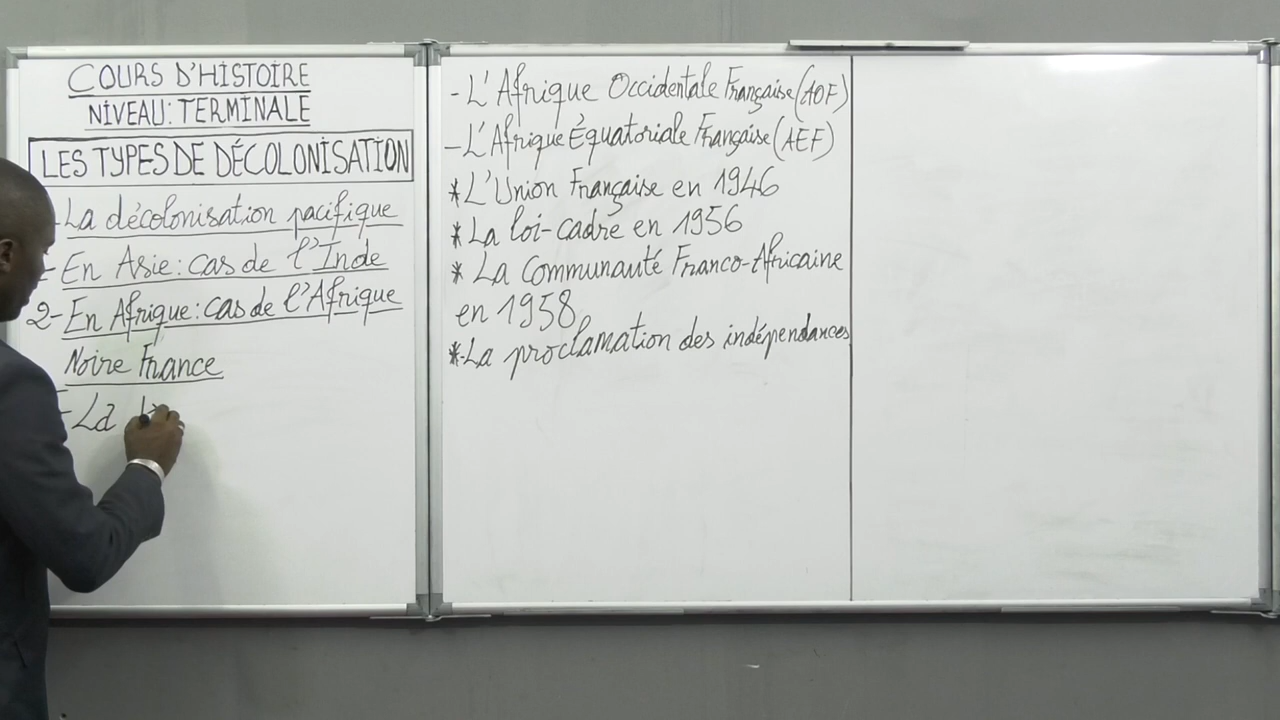 COURS D'HISTOIRE
NIVEAU: TERMINALE
LES TYPES DE DÉCOLONISATION
-La décolonisation pacifique
- En Asie: cas de l'Inde
2- En Afrique: cas de l'Afrique
Noire France
- La
- L'Afrique Occidentale Française (AOF)
- L'Afrique Équatoriale Française (AEF)
* L'Union Française en 1946
* La loi-cadre en 1956
* La Communauté Franco-Africaine
en 1958
*-La proclamation des indépendances